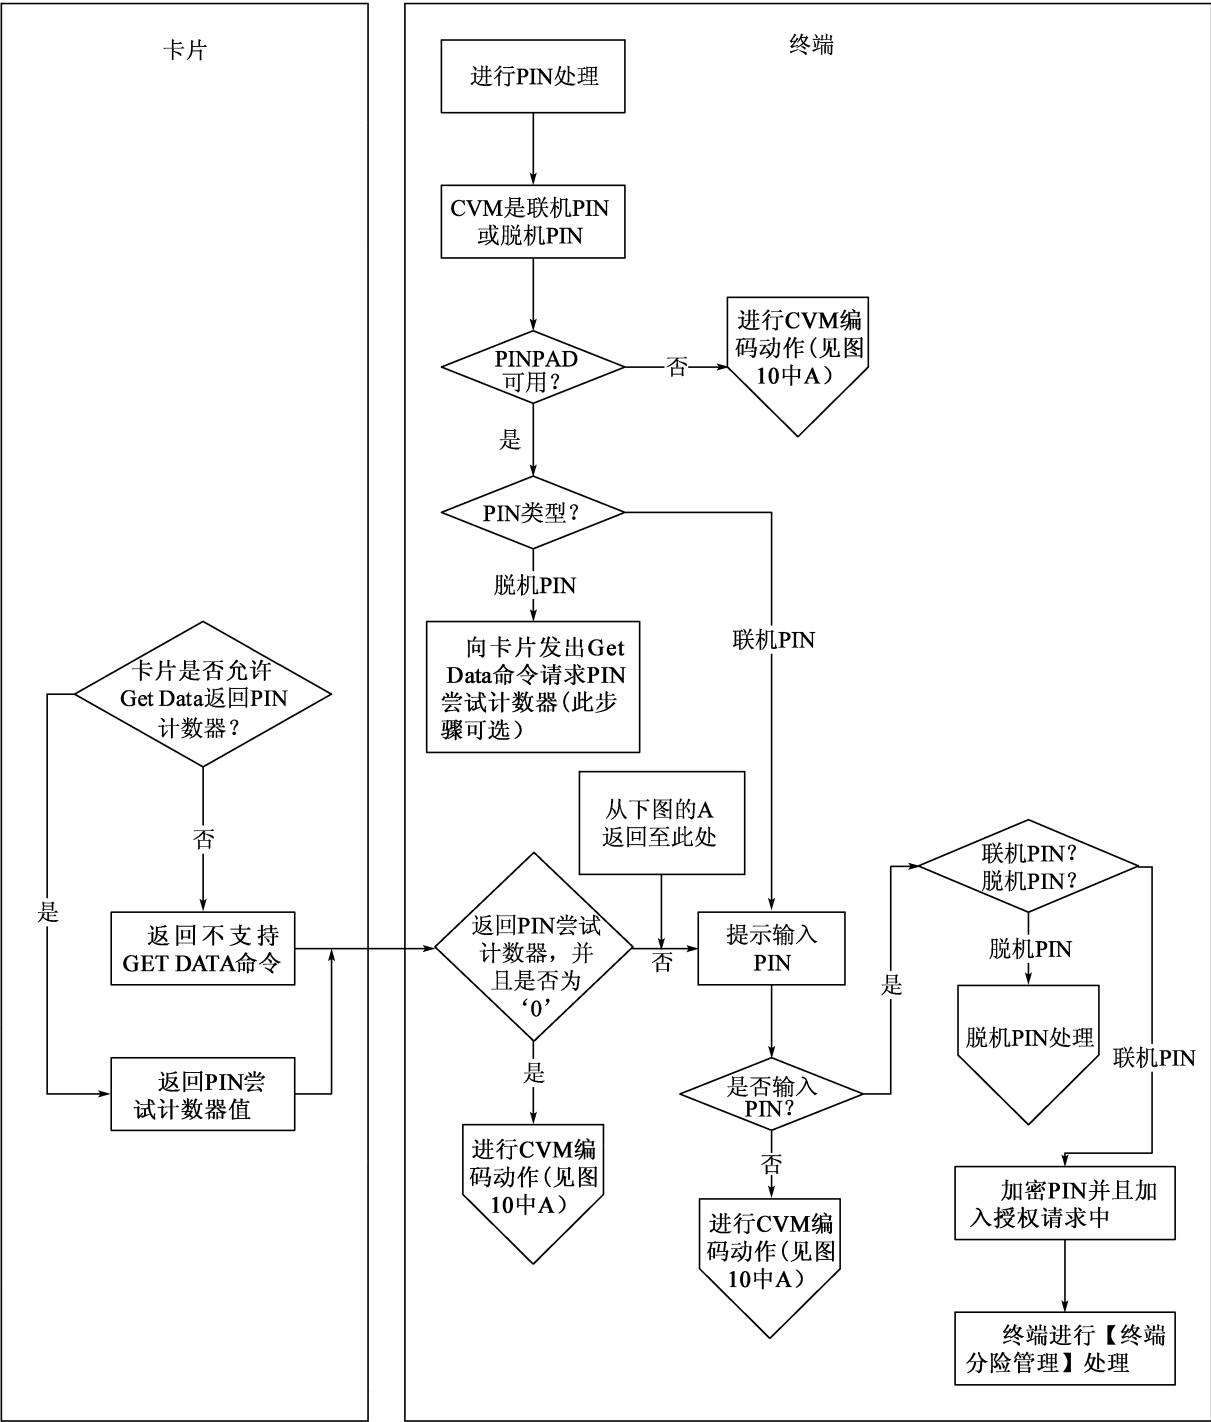 卡片
终端
进行PIN处理
CVM是联机PIN
或脱机PIN
PINPAD
可用？
否
进行CVM编
码动作(见图
10中A)
是
PIN类型？
脱机PIN
联机PIN
向卡片发出Get
Data命令请求PIN
尝试计数器(此步
骤可选)
卡片是否允许
Get Data返回PIN
计数器？
否
是
返回不支持
GET DATA命令
返回PIN尝
试计数器值
从下图的A
返回至此处
返回PIN尝试
计数器，并
且是否为
‘0’
否
是
进行CVM编
码动作(见图
10中A)
提示输入
PIN
是否输入
PIN？
否
进行CVM编
码动作(见图
10中A)
是
联机PIN？
脱机PIN？
脱机PIN
脱机PIN处理
联机PIN
加密PIN并且加
入授权请求中
终端进行【终端
分险管理】处理